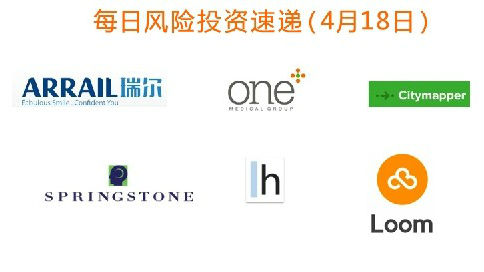 每日风险投资速递(4月18日)
ARRAIL瑞尔
Fabulous Smile, Confident You
one
MEDICAL GROUP
Citymapper
SPRINGSTONE
h
Loom